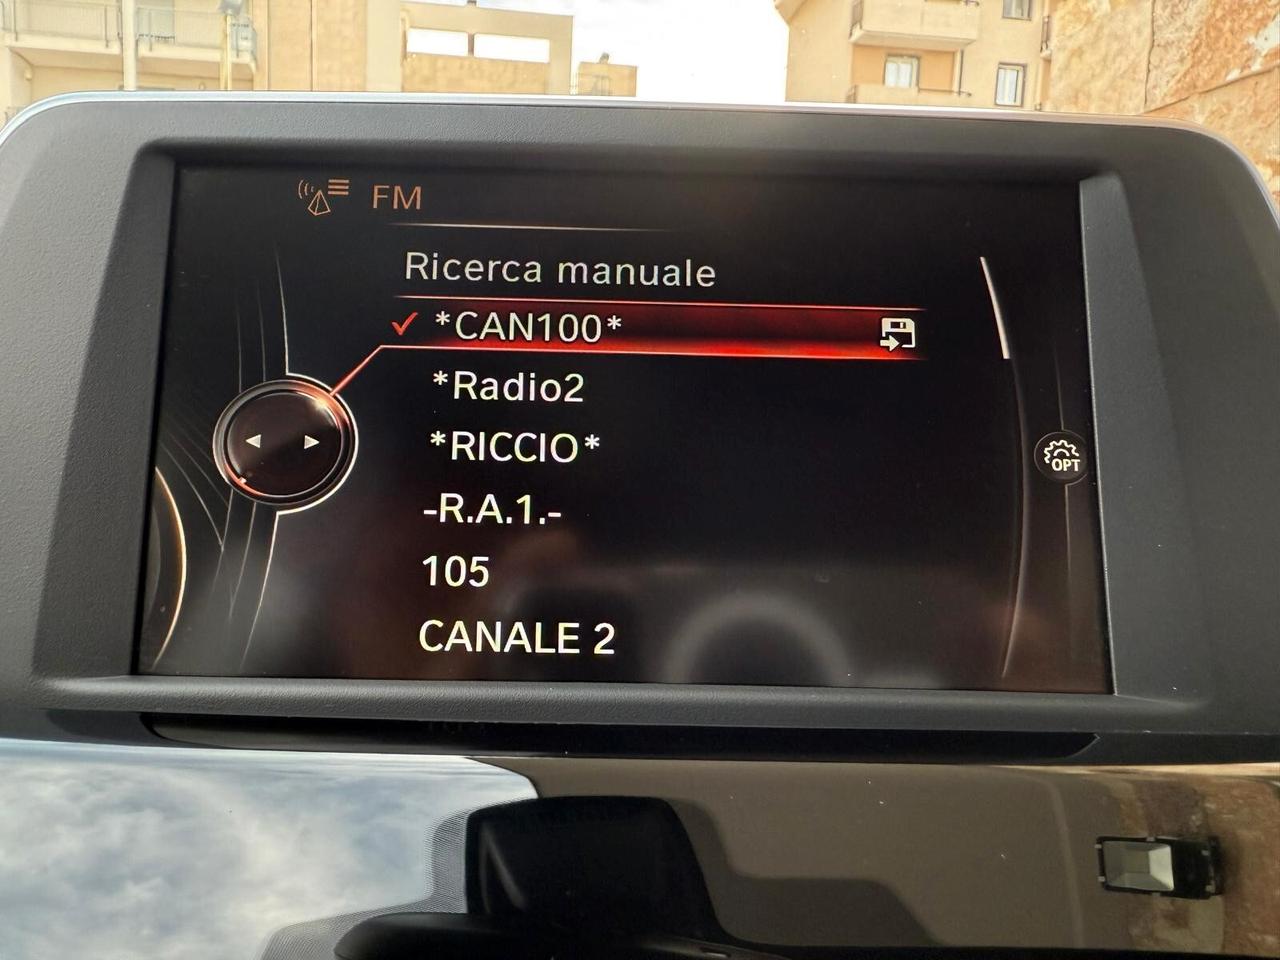 FM
Ricerca manuale
*CAN100*
*Radio2
*RICCIO*
-R.A.1.-
OPT
105
CANALE 2